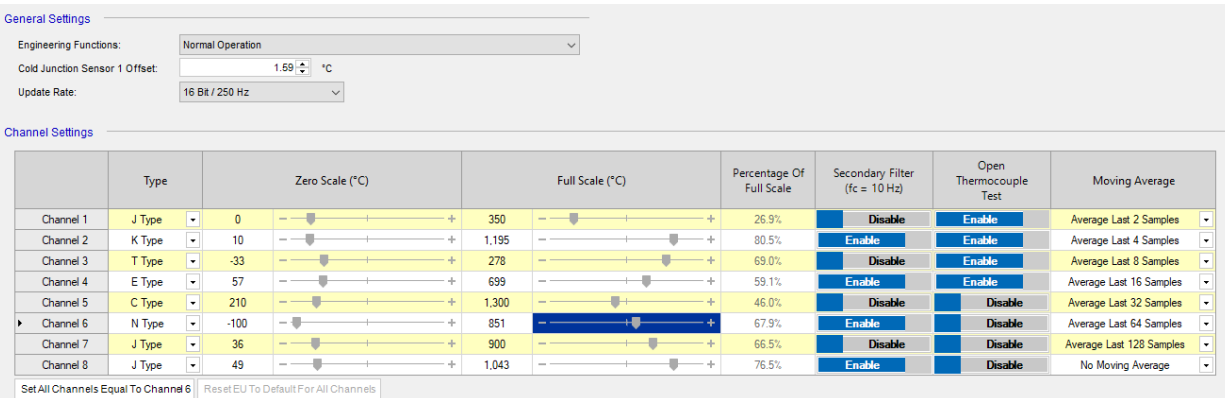 General Settings
Engineering Functions: Normal Operation
Cold Junction Sensor 1 Offset: 1.59 °C
Update Rate: 16 Bit / 250 Hz
Channel Settings
Type Zero Scale (°C) Full Scale (°C) Percentage Of Full Scale Secondary Filter (fc = 10 Hz) Open Thermocouple Test Moving Average
Channel 1 J Type 0 - + 350 - + 26.9% Disable Enable Average Last 2 Samples
Channel 2 K Type 10 - + 1,195 - + 80.5% Enable Enable Average Last 4 Samples
Channel 3 T Type -33 - + 278 - + 69.0% Disable Enable Average Last 8 Samples
Channel 4 E Type 57 - + 699 - + 59.1% Enable Enable Average Last 16 Samples
Channel 5 C Type 210 - + 1,300 - + 46.0% Disable Disable Average Last 32 Samples
Channel 6 N Type -100 - + 851 - + 67.9% Enable Disable Average Last 64 Samples
Channel 7 J Type 36 - + 900 - + 66.5% Disable Disable Average Last 128 Samples
Channel 8 J Type 49 - + 1,043 - + 76.5% Enable Disable No Moving Average
Set All Channels Equal To Channel 6 Reset EU To Default For All Channels